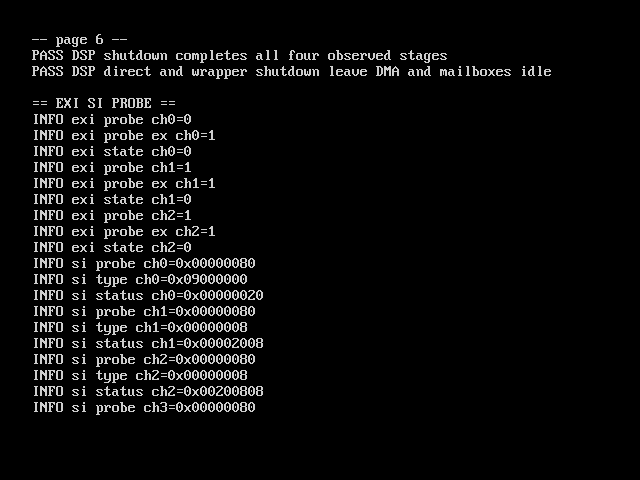 -- page 6 --
PASS DSP shutdown completes all four observed stages
PASS DSP direct and wrapper shutdown leave DMA and mailboxes idle
== EXI SI PROBE ==
INFO exi probe ch0=0
INFO exi probe ex ch0=1
INFO exi state ch0=0
INFO exi probe ch1=1
INFO exi probe ex ch1=1
INFO exi state ch1=0
INFO exi probe ch2=1
INFO exi probe ex ch2=1
INFO exi state ch2=0
INFO si probe ch0=0x00000080
INFO si type ch0=0x09000000
INFO si status ch0=0x00000020
INFO si probe ch1=0x00000080
INFO si type ch1=0x00000008
INFO si status ch1=0x00002008
INFO si probe ch2=0x00000080
INFO si type ch2=0x00000008
INFO si status ch2=0x00200808
INFO si probe ch3=0x00000080